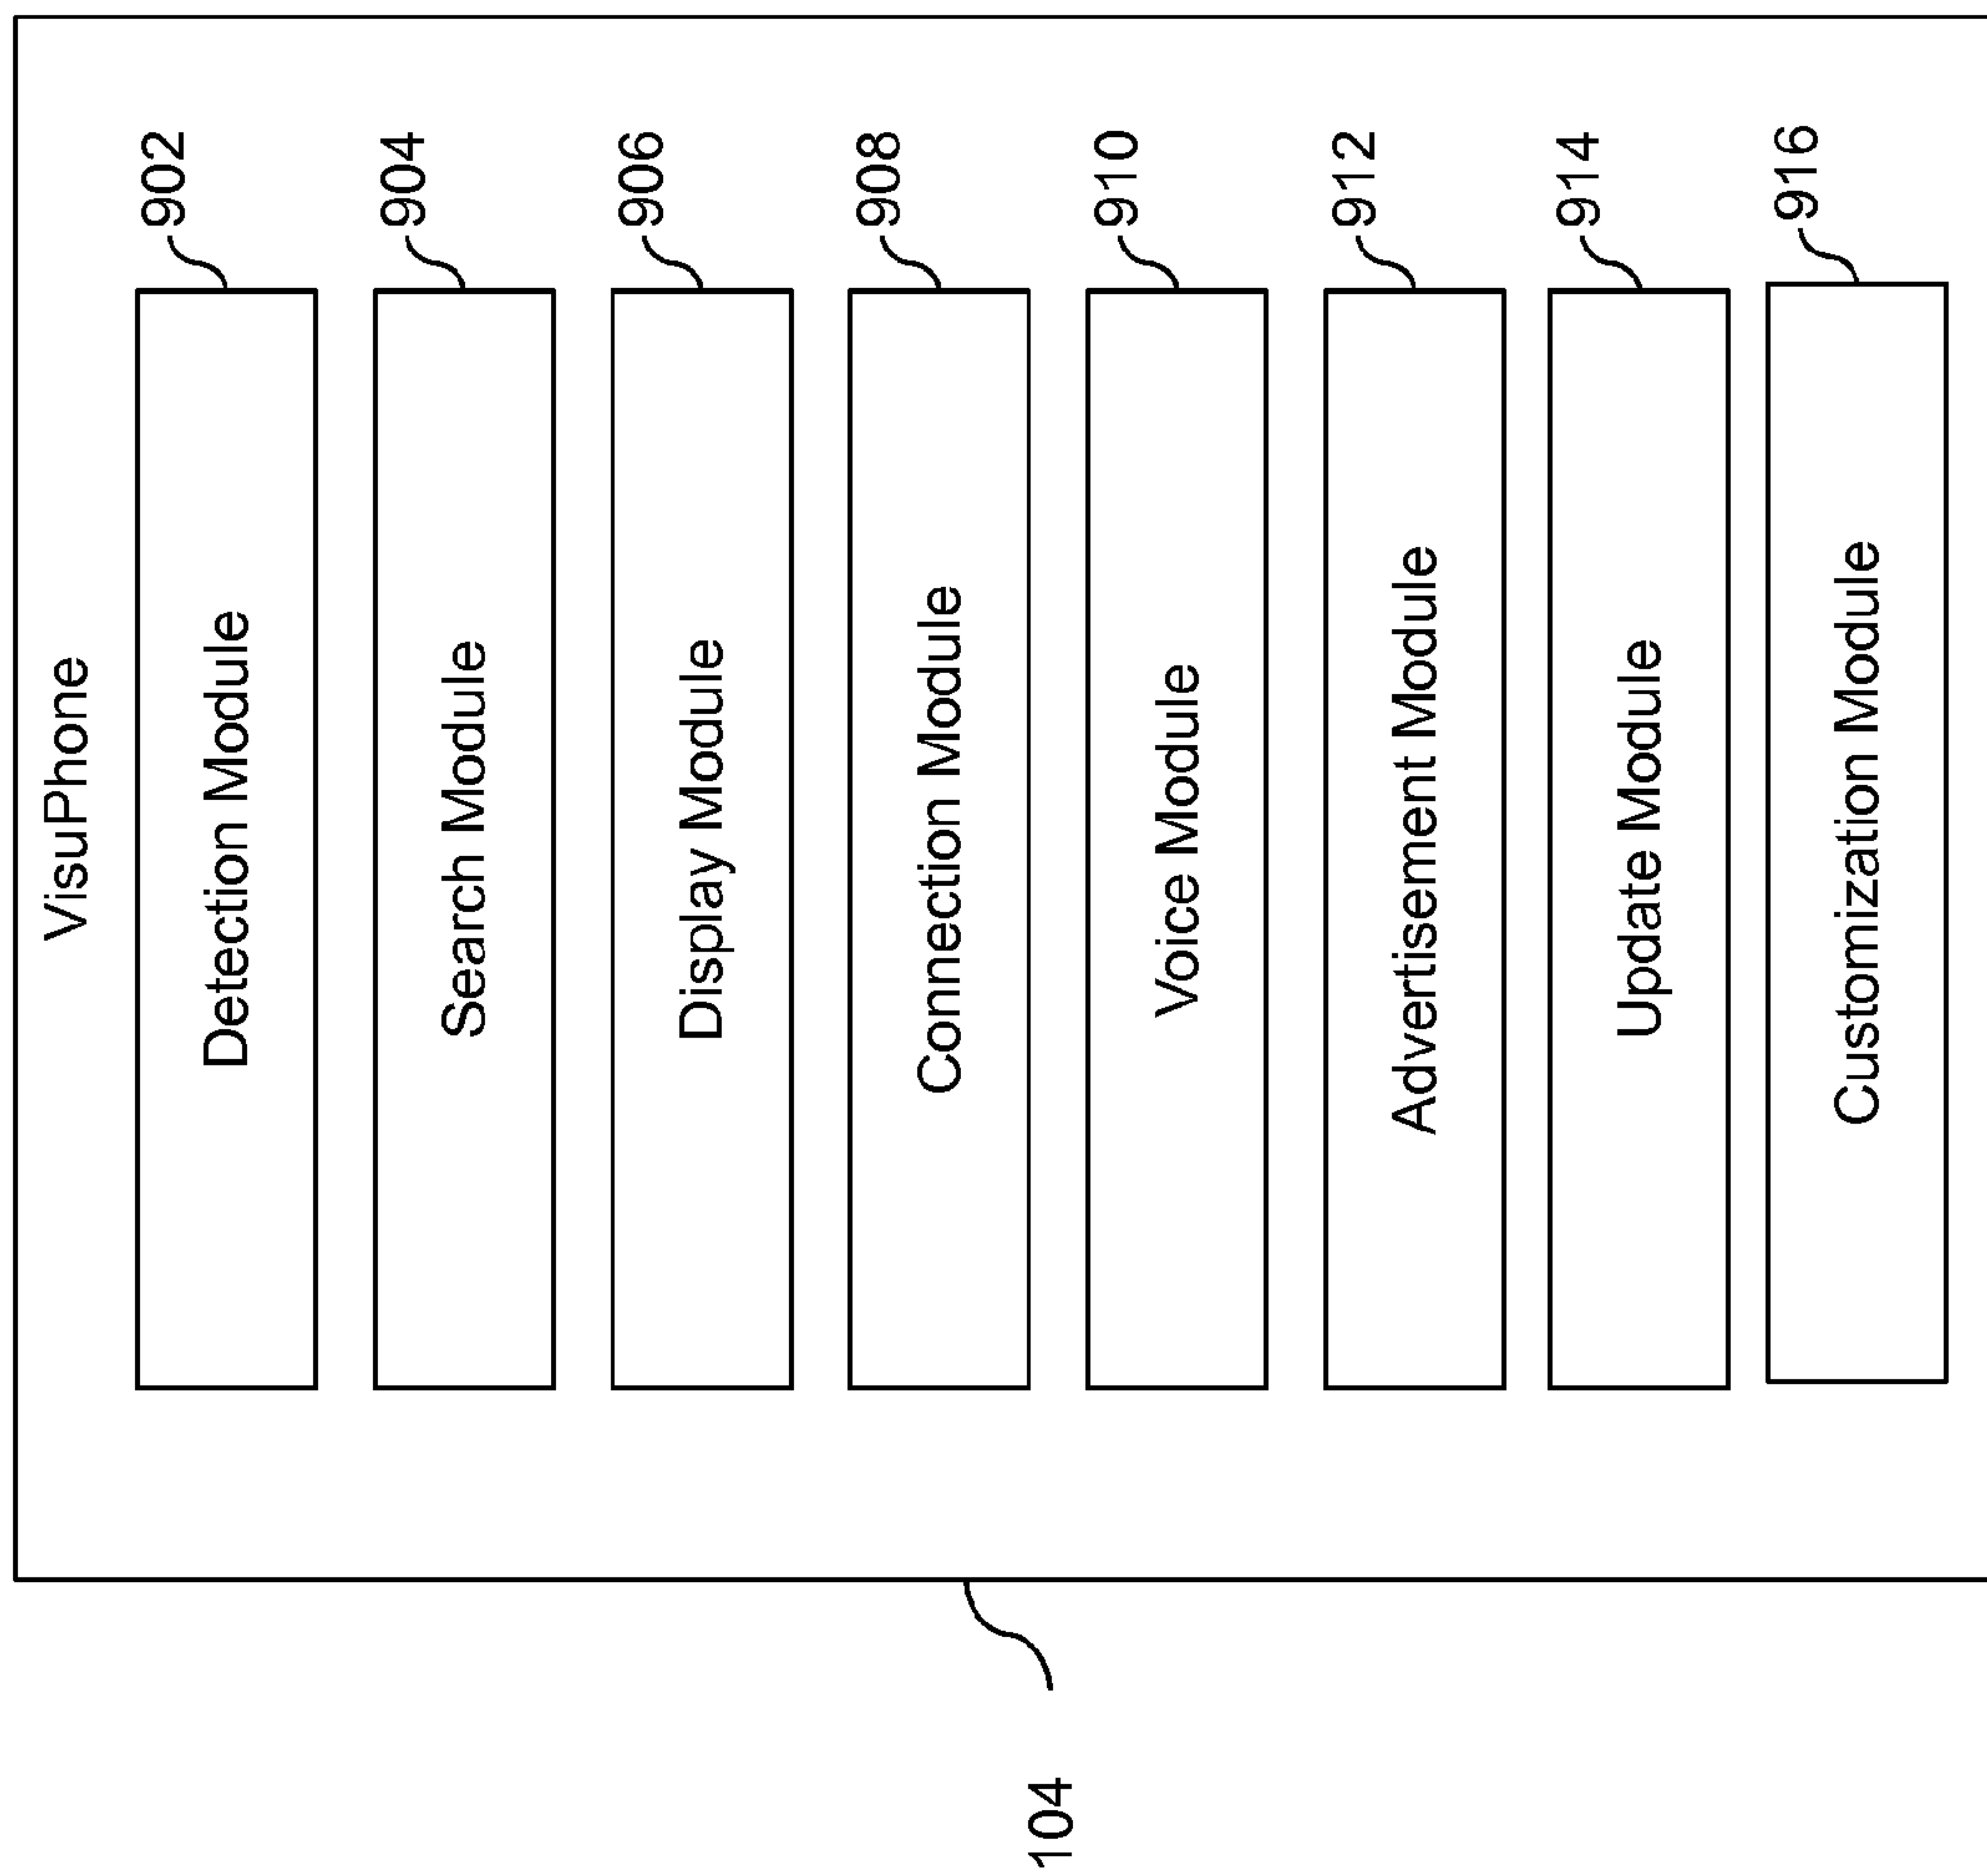 VisuPhone
Detection Module
902
Search Module
904
Display Module
906
Connection Module
908
Voice Module
910
Advertisement Module
912
Update Module
914
Customization Module
916
104